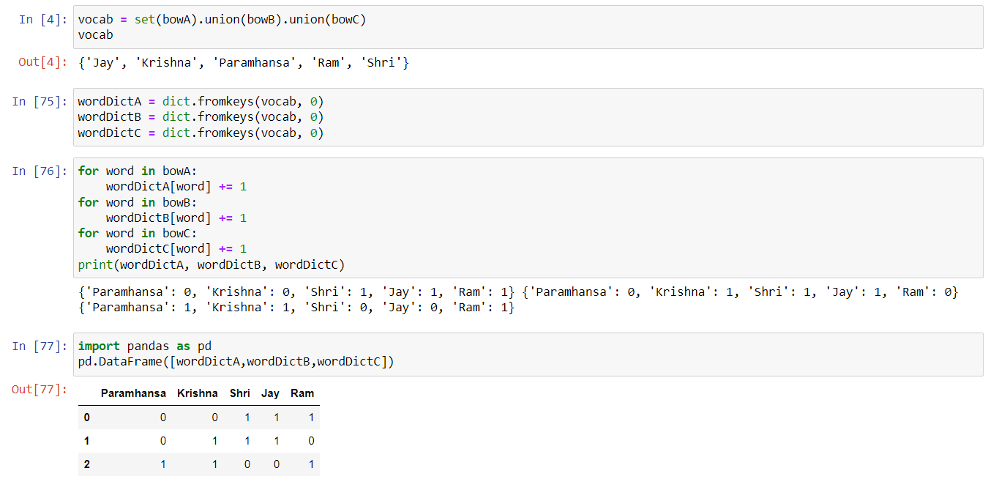 In [4]: vocab = set(bowA).union(bowB).union(bowC)
vocab
Out[4]: {'Jay', 'Krishna', 'Paramhansa', 'Ram', 'Shri'}
In [75]: wordDictA = dict.fromkeys(vocab, 0)
wordDictB = dict.fromkeys(vocab, 0)
wordDictC = dict.fromkeys(vocab, 0)
In [76]: for word in bowA:
    wordDictA[word] += 1
for word in bowB:
    wordDictB[word] += 1
for word in bowC:
    wordDictC[word] += 1
print(wordDictA, wordDictB, wordDictC)
{'Paramhansa': 0, 'Krishna': 0, 'Shri': 1, 'Jay': 1, 'Ram': 1} {'Paramhansa': 0, 'Krishna': 1, 'Shri': 1, 'Jay': 1, 'Ram': 0}
{'Paramhansa': 1, 'Krishna': 1, 'Shri': 0, 'Jay': 0, 'Ram': 1}
In [77]: import pandas as pd
pd.DataFrame([wordDictA,wordDictB,wordDictC])
Out[77]:
Paramhansa Krishna Shri Jay Ram
0 0 0 1 1 1
1 0 1 1 1 0
2 1 1 0 0 1